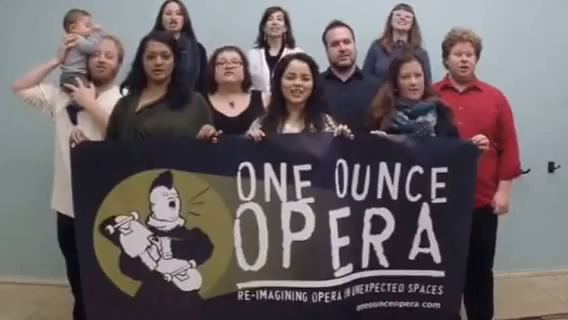 ONE OUNCE
OPERA
RE-IMAGINING OPERA IN UNEXPECTED SPACES
oneounceopera.com